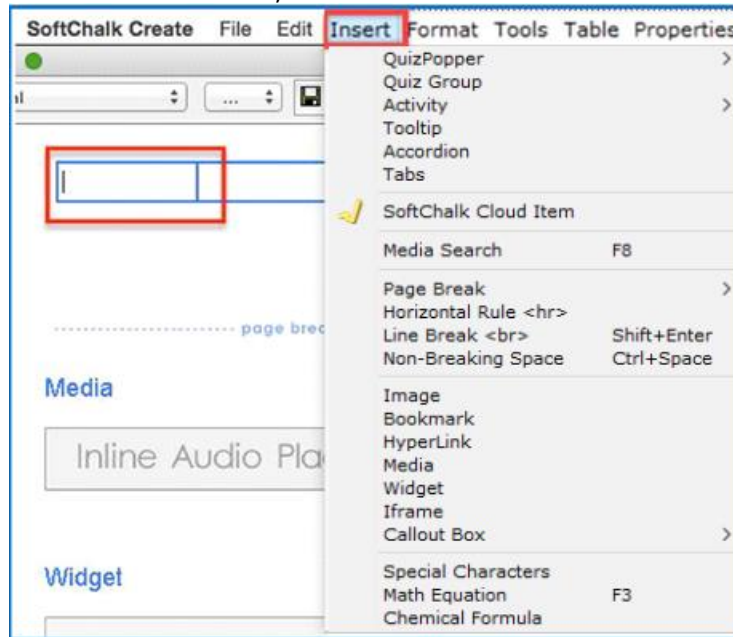 SoftChalk Create File Edit Insert Format Tools Table Properties
...
QuizPopper >
Quiz Group
Activity >
Tooltip
Accordion
Tabs
SoftChalk Cloud Item
Media Search F8
page
Page Break >
Horizontal Rule <hr>
Line Break <br> Shift+Enter
Non-Breaking Space Ctrl+Space
Media
Inline Audio
Image
Bookmark
HyperLink
Media
Widget
Iframe
Callout Box >
Widget
Special Characters
Math Equation F3
Chemical Formula